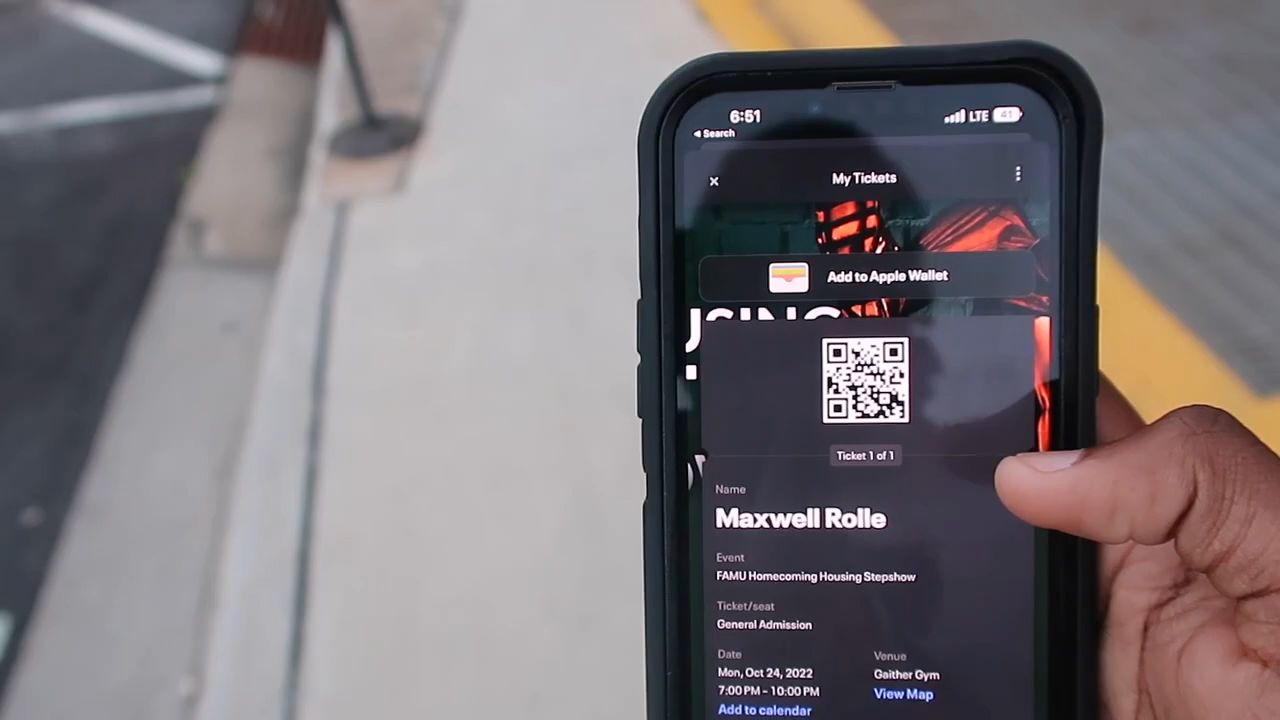 6:51
LTE 41
◀ Search
My Tickets
Add to Apple Wallet
USING
Ticket 1 of 1
Name
Maxwell Rolle
Event
FAMU Homecoming Housing Stepshow
Ticket/seat
General Admission
Date
Mon, Oct 24, 2022
7:00 PM - 10:00 PM
Add to calendar
Venue
Gaither Gym
View Map